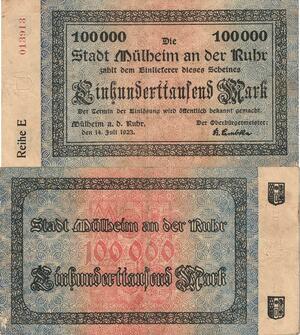 013913
Reihe E
100000 Die 100000
Stadt Mülheim an der Ruhr
zahlt dem Einlieferer dieses Scheines
Einhunderttausend Mark
Der Termin der Einlösung wird öffentlich bekannt gemacht.
Mülheim a. d. Ruhr, Der Oberbürgermeister:
den 14. Juli 1923.
Stadt Mülheim an der Ruhr
100000
Einhunderttausend Mark